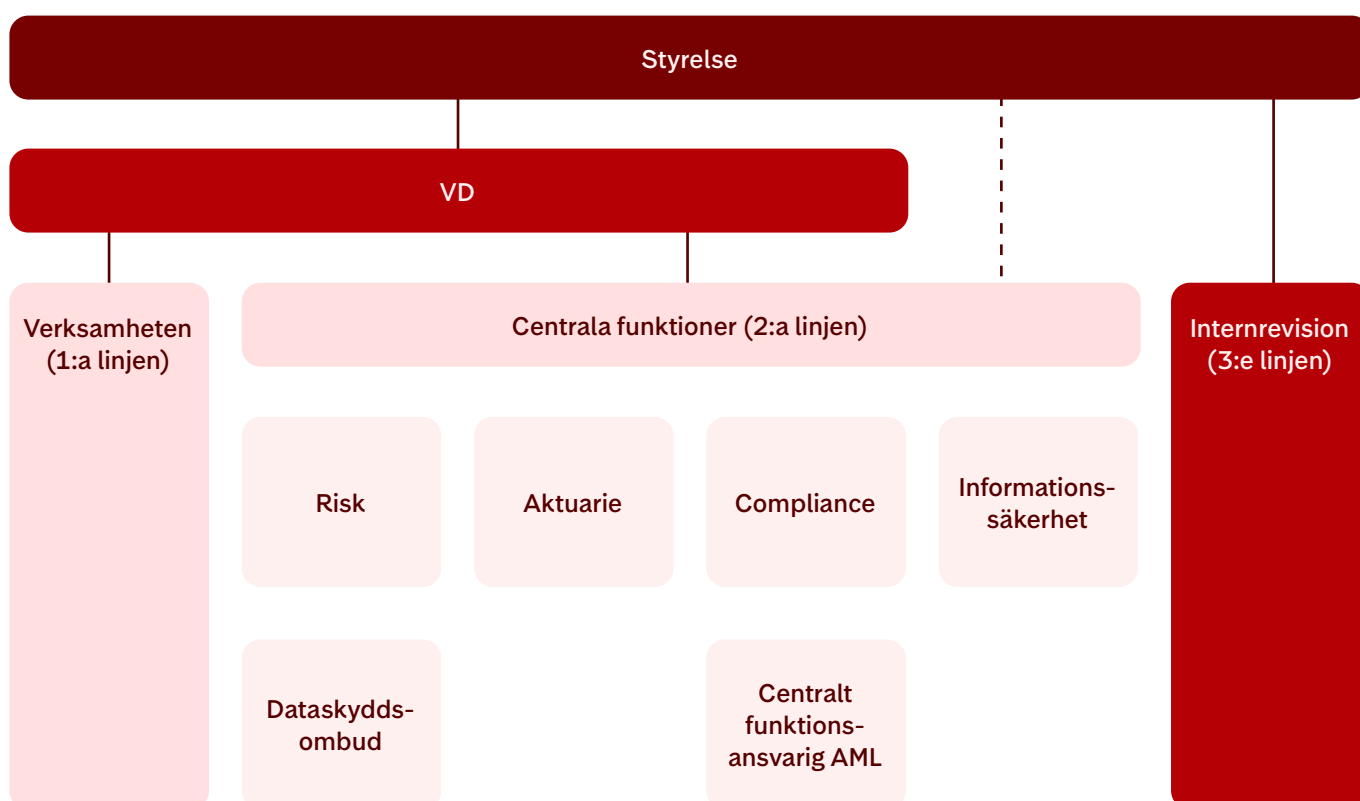 Styrelse
VD
Verksamheten
(1:a linjen)
Centrala funktioner (2:a linjen)
Internrevision
(3:e linjen)
Risk
Aktuarie
Compliance
Informations-
säkerhet
Dataskydds-
ombud
Centralt
funktions-
ansvarig AML